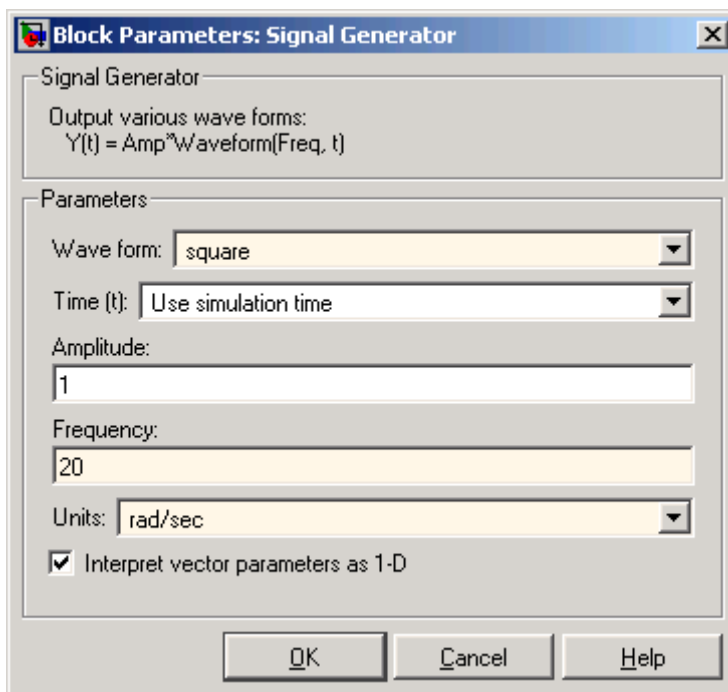 Block Parameters: Signal Generator
Signal Generator
Output various wave forms:
Y(t) = Amp*Waveform(Freq, t)
Parameters
Wave form: square
Time (t): Use simulation time
Amplitude:
1
Frequency:
20
Units: rad/sec
Interpret vector parameters as 1-D
OK Cancel Help